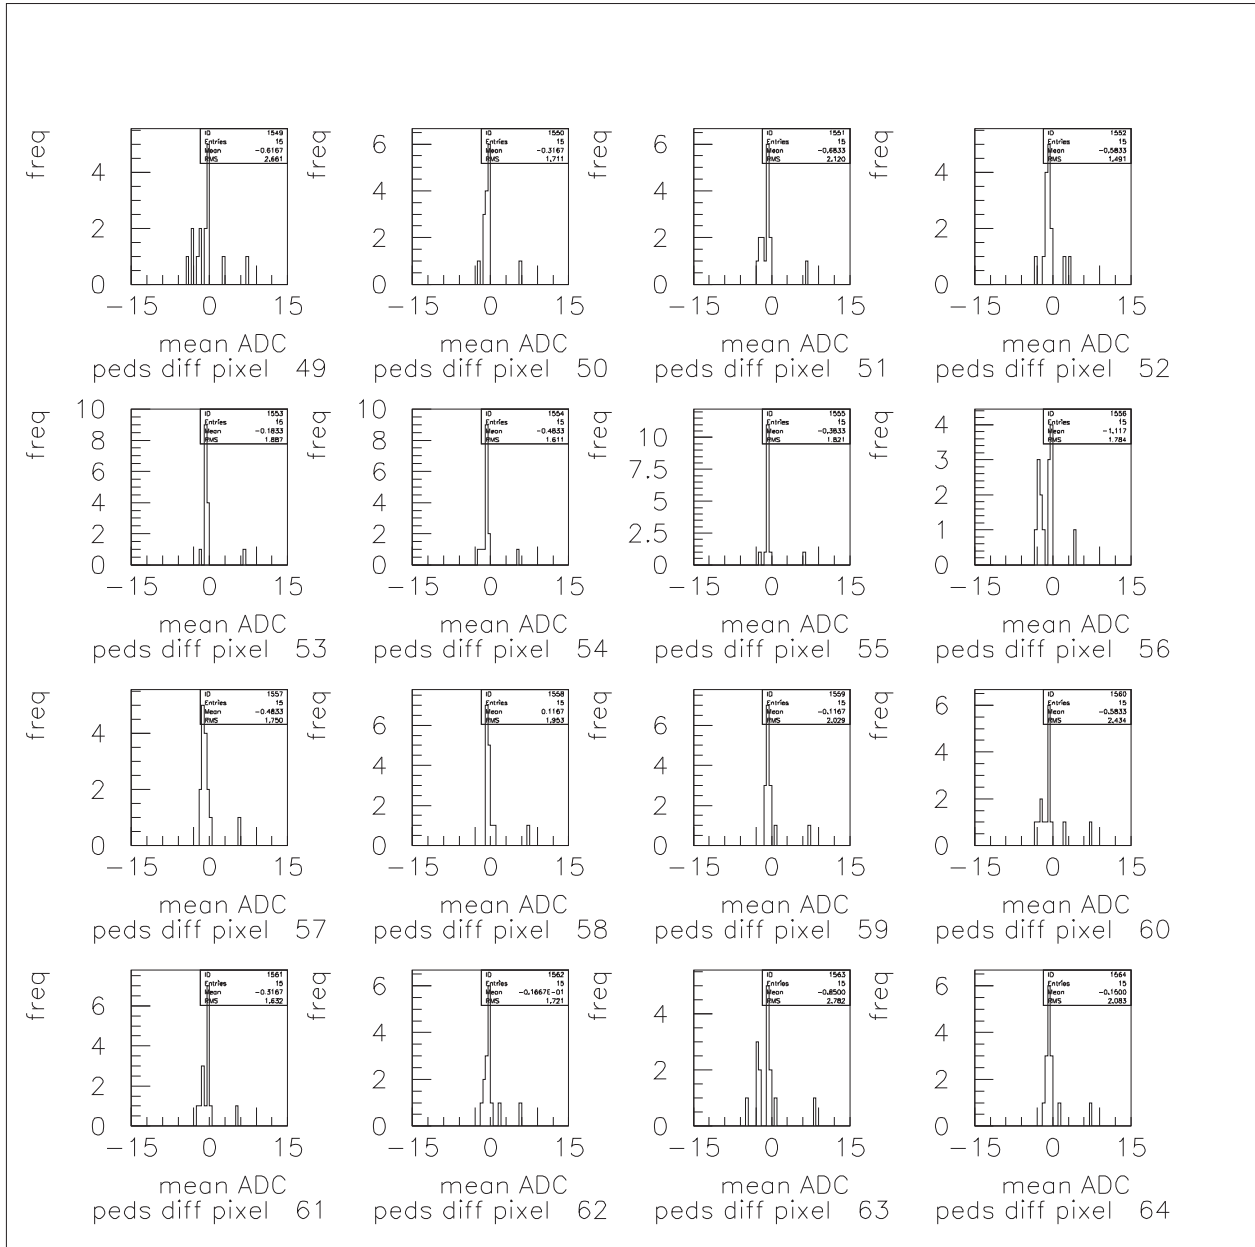 freq
ID 1549
Entries 15
Mean -0.6167
RMS 2.661
0 2 4
-15 0 15
mean ADC
peds diff pixel 49
freq
ID 1550
Entries 15
Mean -0.3167
RMS 1.711
0 2 4 6
-15 0 15
mean ADC
peds diff pixel 50
freq
ID 1551
Entries 15
Mean -0.6833
RMS 2.120
0 2 4 6
-15 0 15
mean ADC
peds diff pixel 51
freq
ID 1552
Entries 15
Mean -0.5833
RMS 1.491
0 2 4
-15 0 15
mean ADC
peds diff pixel 52
freq
ID 1553
Entries 15
Mean -0.1833
RMS 1.887
0 2 4 6 8 10
-15 0 15
mean ADC
peds diff pixel 53
freq
ID 1554
Entries 15
Mean -0.4833
RMS 1.611
0 2 4 6 8 10
-15 0 15
mean ADC
peds diff pixel 54
freq
ID 1555
Entries 15
Mean -0.3833
RMS 1.821
0 2.5 5 7.5 10
-15 0 15
mean ADC
peds diff pixel 55
freq
ID 1556
Entries 15
Mean -1.117
RMS 1.784
0 1 2 3 4
-15 0 15
mean ADC
peds diff pixel 56
freq
ID 1557
Entries 15
Mean -0.4833
RMS 1.750
0 2 4
-15 0 15
mean ADC
peds diff pixel 57
freq
ID 1558
Entries 15
Mean 0.1167
RMS 1.953
0 2 4 6
-15 0 15
mean ADC
peds diff pixel 58
freq
ID 1559
Entries 15
Mean -0.1167
RMS 2.029
0 2 4 6
-15 0 15
mean ADC
peds diff pixel 59
freq
ID 1560
Entries 15
Mean -0.5833
RMS 2.434
0 2 4 6
-15 0 15
mean ADC
peds diff pixel 60
freq
ID 1561
Entries 15
Mean -0.3167
RMS 1.632
0 2 4 6
-15 0 15
mean ADC
peds diff pixel 61
freq
ID 1562
Entries 15
Mean -0.1667E-01
RMS 1.721
0 2 4 6
-15 0 15
mean ADC
peds diff pixel 62
freq
ID 1563
Entries 15
Mean -0.8500
RMS 2.782
0 2 4
-15 0 15
mean ADC
peds diff pixel 63
freq
ID 1564
Entries 15
Mean -0.1500
RMS 2.083
0 2 4 6
-15 0 15
mean ADC
peds diff pixel 64